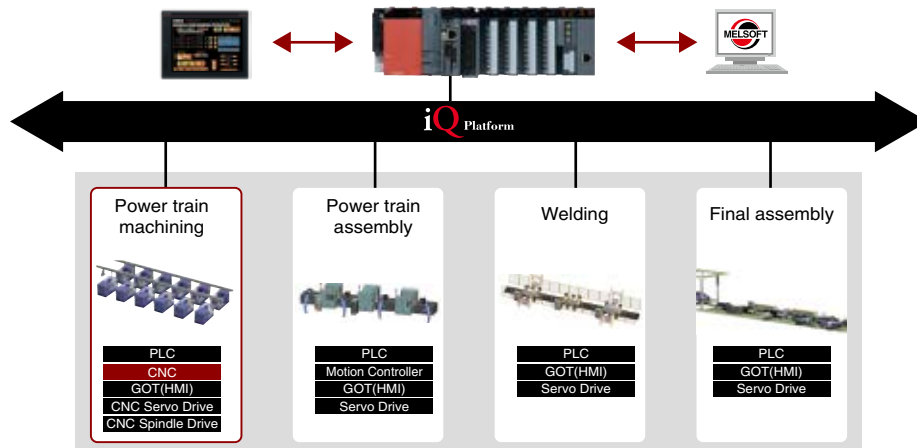 MELSOFT
iQ Platform
Power train
machining
PLC
CNC
GOT(HMI)
CNC Servo Drive
CNC Spindle Drive
Power train
assembly
PLC
Motion Controller
GOT(HMI)
Servo Drive
Welding
PLC
GOT(HMI)
Servo Drive
Final assembly
PLC
GOT(HMI)
Servo Drive